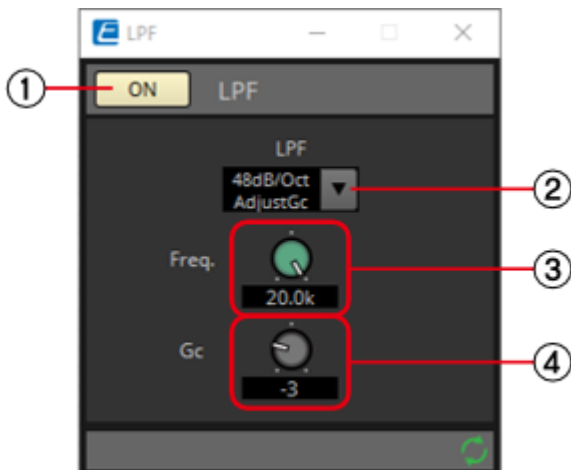 LPF
① ON LPF
LPF
48dB/Oct
AdjustGc
②
Freq.
③
20.0k
Gc
④
-3